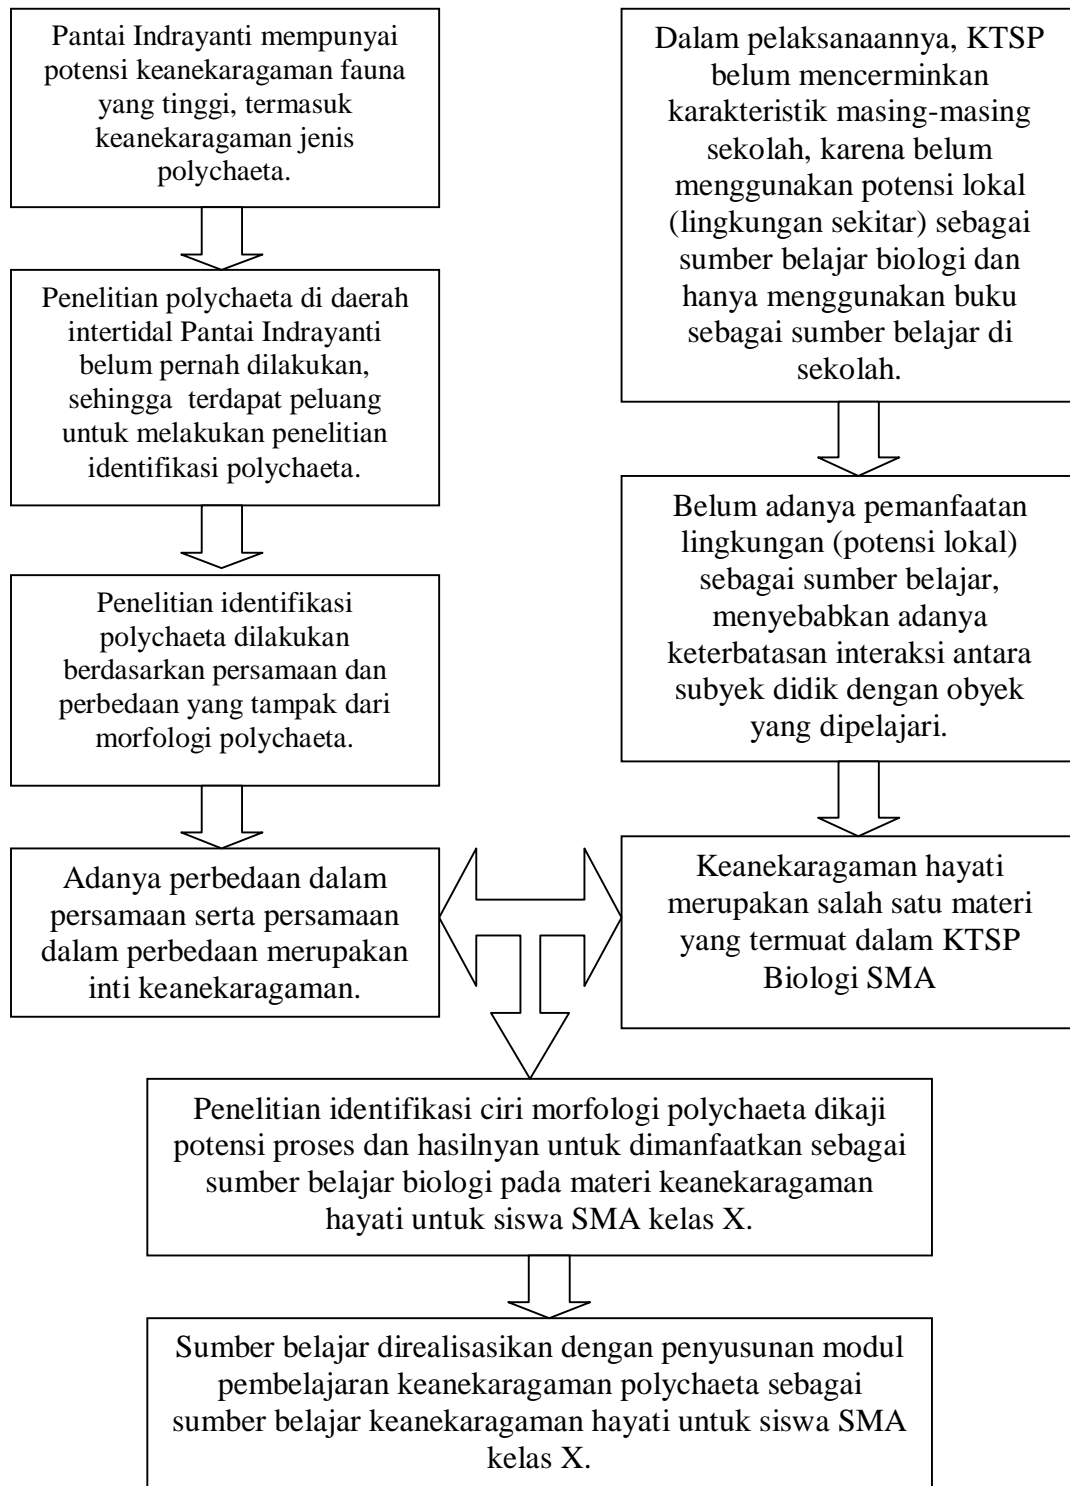 Pantai Indrayanti mempunyai
potensi keanekaragaman fauna
yang tinggi, termasuk
keanekaragaman jenis
polychaeta.
Penelitian polychaeta di daerah
intertidal Pantai Indrayanti
belum pernah dilakukan,
sehingga terdapat peluang
untuk melakukan penelitian
identifikasi polychaeta.
Penelitian identifikasi
polychaeta dilakukan
berdasarkan persamaan dan
perbedaan yang tampak dari
morfologi polychaeta.
Adanya perbedaan dalam
persamaan serta persamaan
dalam perbedaan merupakan
inti keanekaragaman.
Dalam pelaksanaannya, KTSP
belum mencerminkan
karakteristik masing-masing
sekolah, karena belum
menggunakan potensi lokal
(lingkungan sekitar) sebagai
sumber belajar biologi dan
hanya menggunakan buku
sebagai sumber belajar di
sekolah.
Belum adanya pemanfaatan
lingkungan (potensi lokal)
sebagai sumber belajar,
menyebabkan adanya
keterbatasan interaksi antara
subyek didik dengan obyek
yang dipelajari.
Keanekaragaman hayati
merupakan salah satu materi
yang termuat dalam KTSP
Biologi SMA
Penelitian identifikasi ciri morfologi polychaeta dikaji
potensi proses dan hasilnyan untuk dimanfaatkan sebagai
sumber belajar biologi pada materi keanekaragaman
hayati untuk siswa SMA kelas X.
Sumber belajar direalisasikan dengan penyusunan modul
pembelajaran keanekaragaman polychaeta sebagai
sumber belajar keanekaragaman hayati untuk siswa SMA
kelas X.